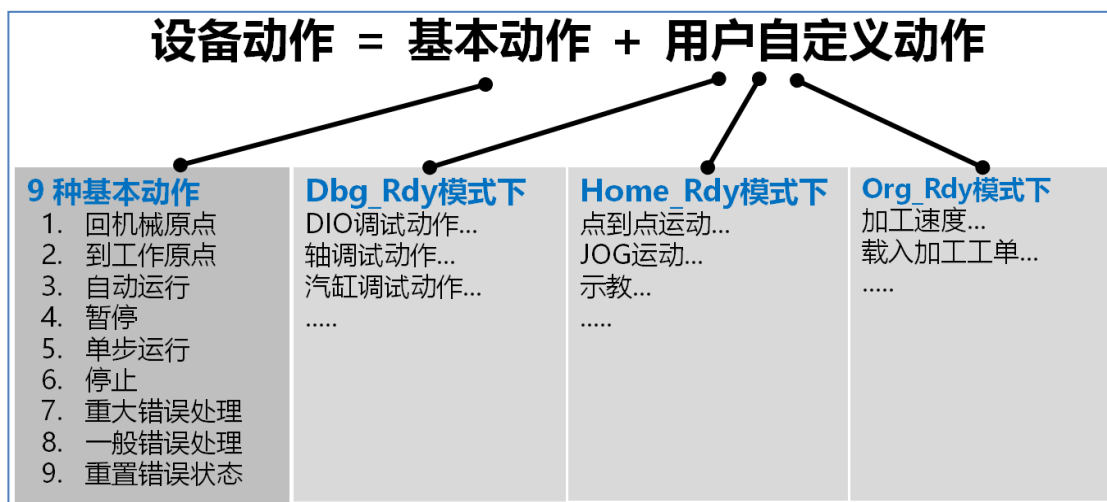 设备动作 = 基本动作 + 用户自定义动作
9 种基本动作
1. 回机械原点
2. 到工作原点
3. 自动运行
4. 暂停
5. 单步运行
6. 停止
7. 重大错误处理
8. 一般错误处理
9. 重置错误状态
Dbg_Rdy模式下
DIO调试动作...
轴调试动作...
汽缸调试动作...
.....
Home_Rdy模式下
点到点运动...
JOG运动...
示教...
.....
Org_Rdy模式下
加工速度...
载入加工工单...
.....